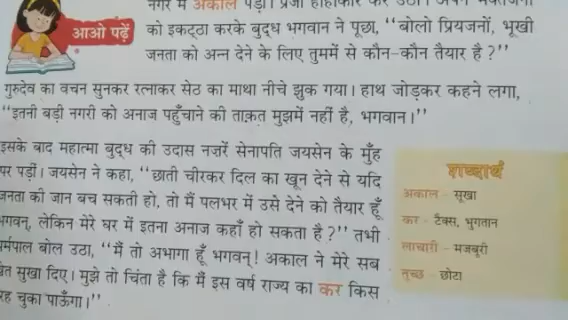 नगर में अकाल पड़ा। प्रजा हाहाकार कर उठी।
आओ पढ़ें
को इकट्ठा करके बुद्ध भगवान ने पूछा, ‘‘बोलो प्रियजनों, भूखी
जनता को अन्न देने के लिए तुममें से कौन-कौन तैयार है?’’
गुरुदेव का वचन सुनकर रत्नाकर सेठ का माथा नीचे झुक गया। हाथ जोड़कर कहने लगा,
‘‘इतनी बड़ी नगरी को अनाज पहुँचाने की ताक़त मुझमें नहीं है, भगवान।’’
इसके बाद महात्मा बुद्ध की उदास नज़रें सेनापति जयसेन के मुँह
पर पड़ीं। जयसेन ने कहा, ‘‘छाती चीरकर दिल का खून देने से यदि
जनता की जान बच सकती हो, तो मैं पलभर में उसे देने को तैयार हूँ
भगवन्, लेकिन मेरे घर में इतना अनाज कहाँ हो सकता है?’’ तभी
धर्मपाल बोल उठा, ‘‘मैं तो अभागा हूँ भगवन्! अकाल ने मेरे सब
खेत सुखा दिए। मुझे तो चिंता है कि मैं इस वर्ष राज्य का कर किस
रह चुका पाऊँगा।’’
शब्दार्थ
अकाल - सूखा
कर - टैक्स, भुगतान
लाचारी - मजबूरी
तुच्छ - छोटा